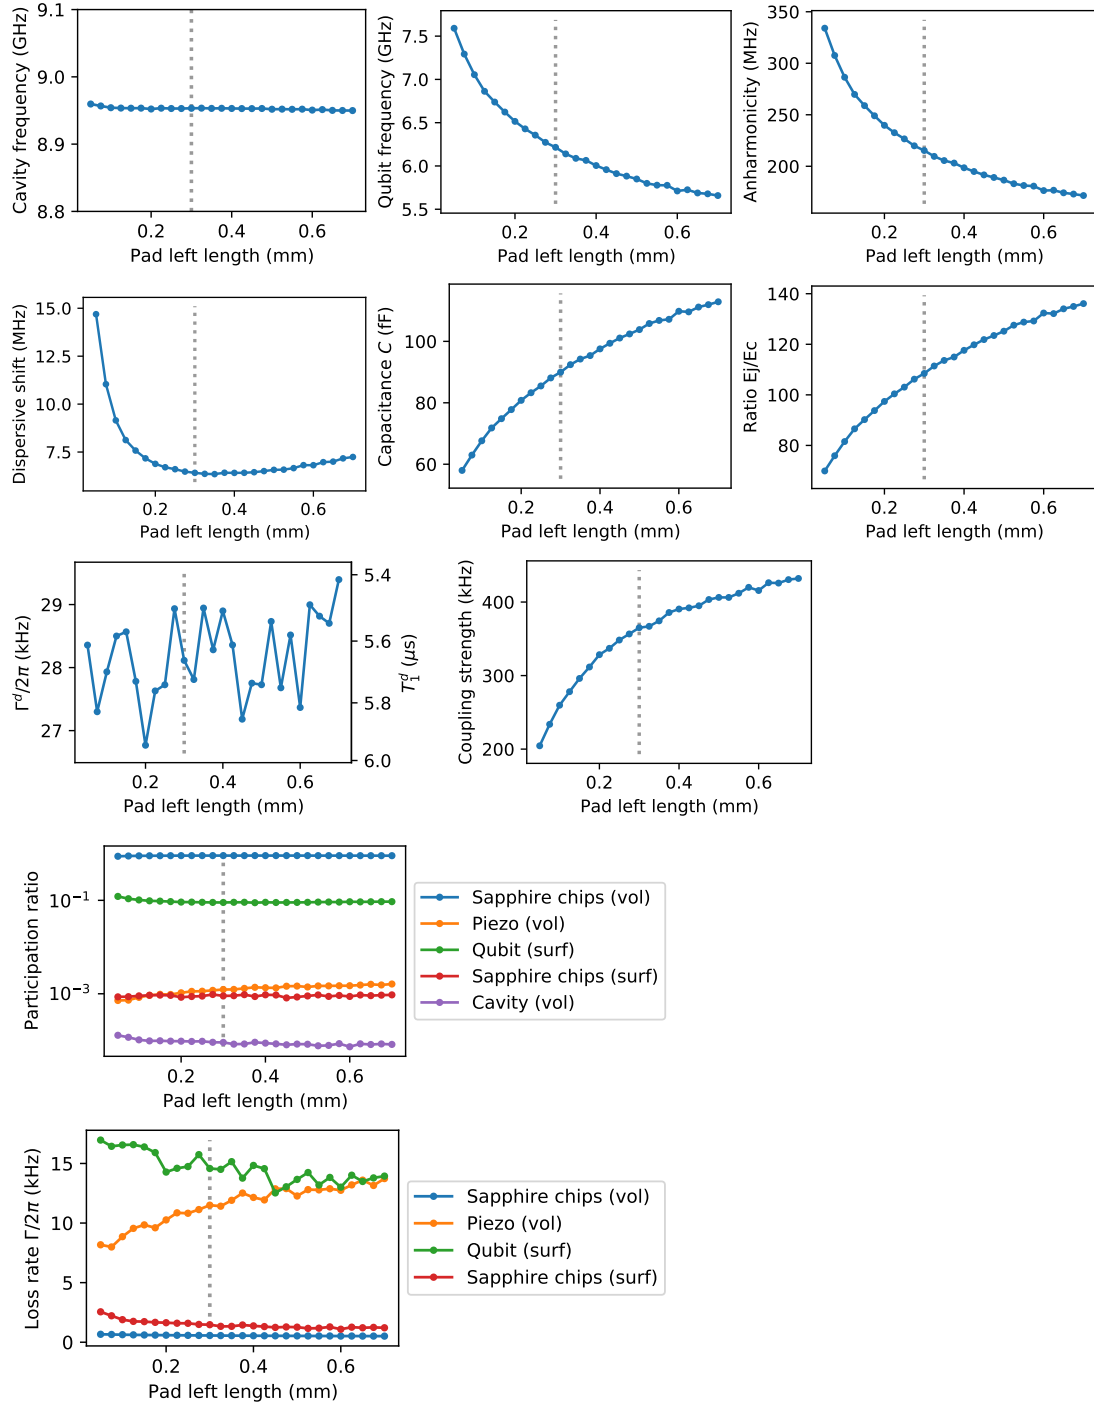 Cavity frequency (GHz)
9.1
9.0
8.9
8.8
0.2 0.4 0.6
Pad left length (mm)
Qubit frequency (GHz)
7.5
7.0
6.5
6.0
5.5
0.2 0.4 0.6
Pad left length (mm)
Anharmonicity (MHz)
350
300
250
200
0.2 0.4 0.6
Pad left length (mm)
Dispersive shift (MHz)
15.0
12.5
10.0
7.5
0.2 0.4 0.6
Pad left length (mm)
Capacitance C (fF)
100
80
60
0.2 0.4 0.6
Pad left length (mm)
Ratio Ej/Ec
140
120
100
80
0.2 0.4 0.6
Pad left length (mm)
Γ^d/2π (kHz)
29
28
27
0.2 0.4 0.6
Pad left length (mm)
5.4
5.6
5.8
6.0
T_1^d (μs)
Coupling strength (kHz)
400
300
200
0.2 0.4 0.6
Pad left length (mm)
Participation ratio
10^−1
10^−3
0.2 0.4 0.6
Pad left length (mm)
Sapphire chips (vol)
Piezo (vol)
Qubit (surf)
Sapphire chips (surf)
Cavity (vol)
Loss rate Γ/2π (kHz)
15
10
5
0
0.2 0.4 0.6
Pad left length (mm)
Sapphire chips (vol)
Piezo (vol)
Qubit (surf)
Sapphire chips (surf)